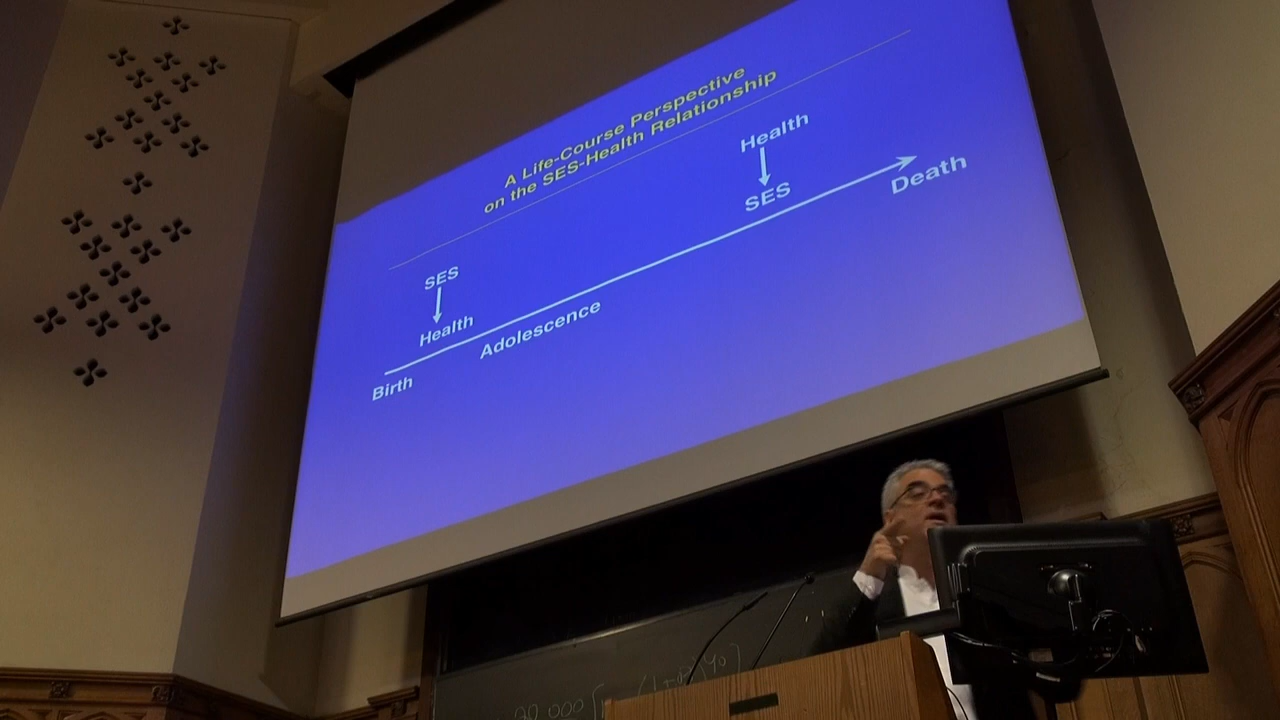 A Life-Course Perspective
on the SES-Health Relationship
Health
SES
Death
SES
Health
Adolescence
Birth